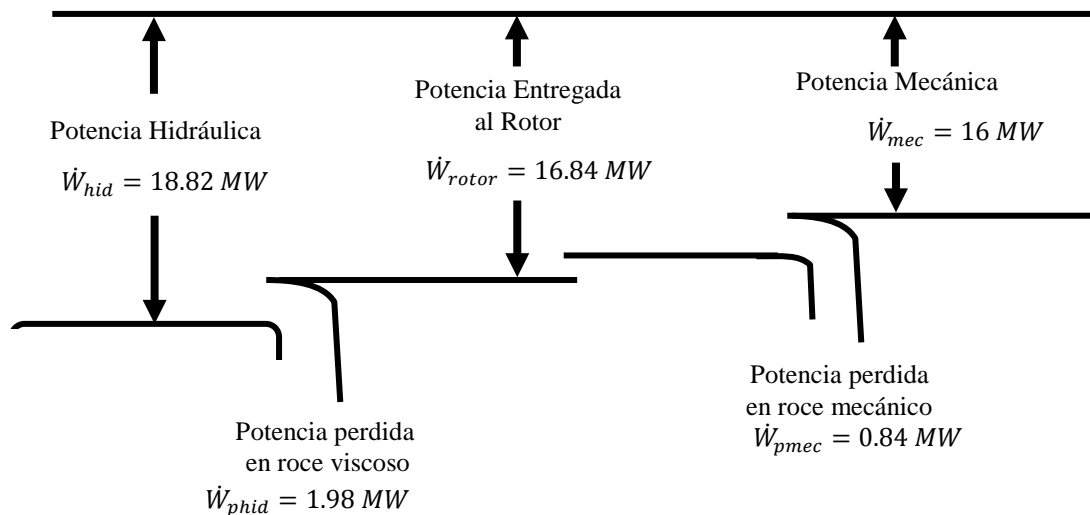 Potencia Hidráulica
Ẇ_hid = 18.82 MW
Potencia Entregada
al Rotor
Ẇ_rotor = 16.84 MW
Potencia Mecánica
Ẇ_mec = 16 MW
Potencia perdida
en roce viscoso
Ẇ_phid = 1.98 MW
Potencia perdida
en roce mecánico
Ẇ_pmec = 0.84 MW